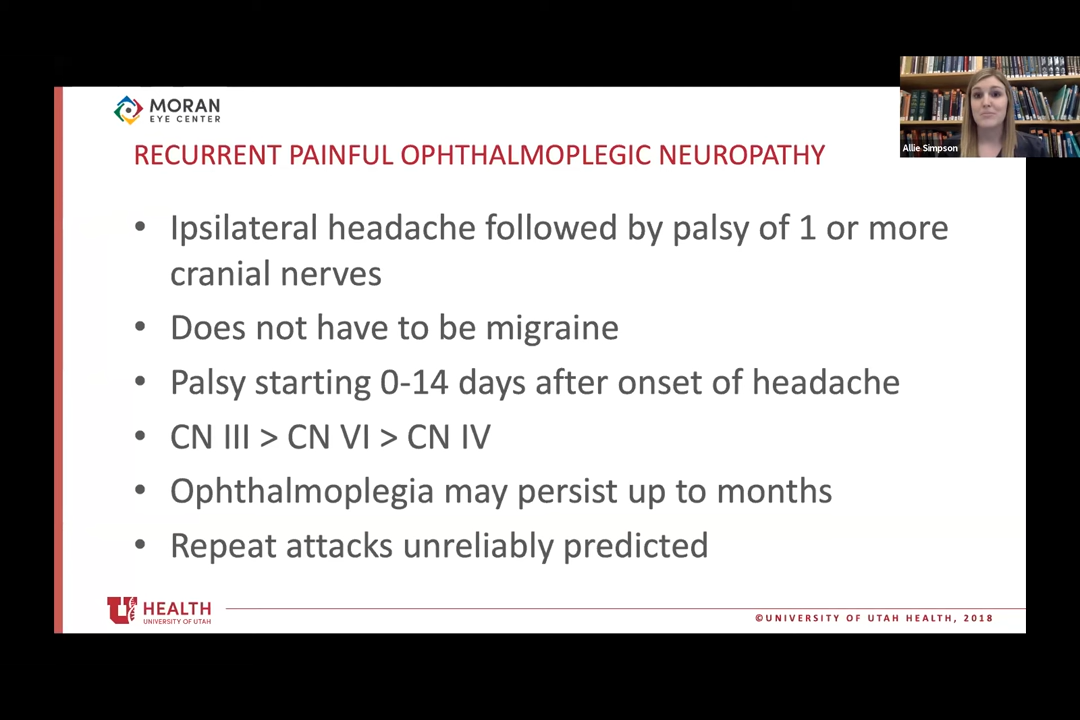 MORAN
EYE CENTER
Allie Simpson
RECURRENT PAINFUL OPHTHALMOPLEGIC NEUROPATHY
• Ipsilateral headache followed by palsy of 1 or more
cranial nerves
• Does not have to be migraine
• Palsy starting 0-14 days after onset of headache
• CN III > CN VI > CN IV
• Ophthalmoplegia may persist up to months
• Repeat attacks unreliably predicted
U HEALTH
UNIVERSITY OF UTAH
©UNIVERSITY OF UTAH HEALTH, 2018